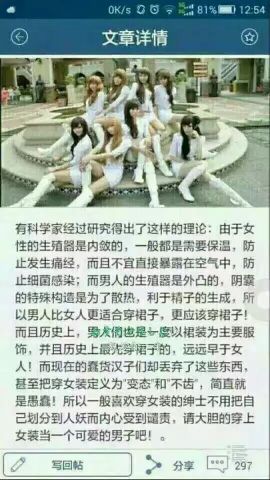 0K/s 81% 12:54
文章详情
有科学家经过研究得出了这样的理论：由于女
性的生殖器是内敛的，一般都是需要保温，防
止发生痛经，而且不宜直接暴露在空气中，防
止细菌感染；而男人的生殖器是外凸的，阴霸
的特殊构造是为了散热，利于精子的生成，所
以男人比女人更适合穿裙子，更应该穿裙子！
而且历史上，男人们也是一度以裙装为主要服
饰，并且历史上最先穿裙子的，远远早于女
人！而现在的蠢货汉子们却丢弃了这些东西，
甚至把穿女装定义为“变态”和“不齿”，简直就
是愚蠢！所以一般喜欢穿女装的绅士不用把自
己划分到人妖而内心受到谴责，请大胆的穿上
女装当一个可爱的男子吧！。
写回帖 分享 297